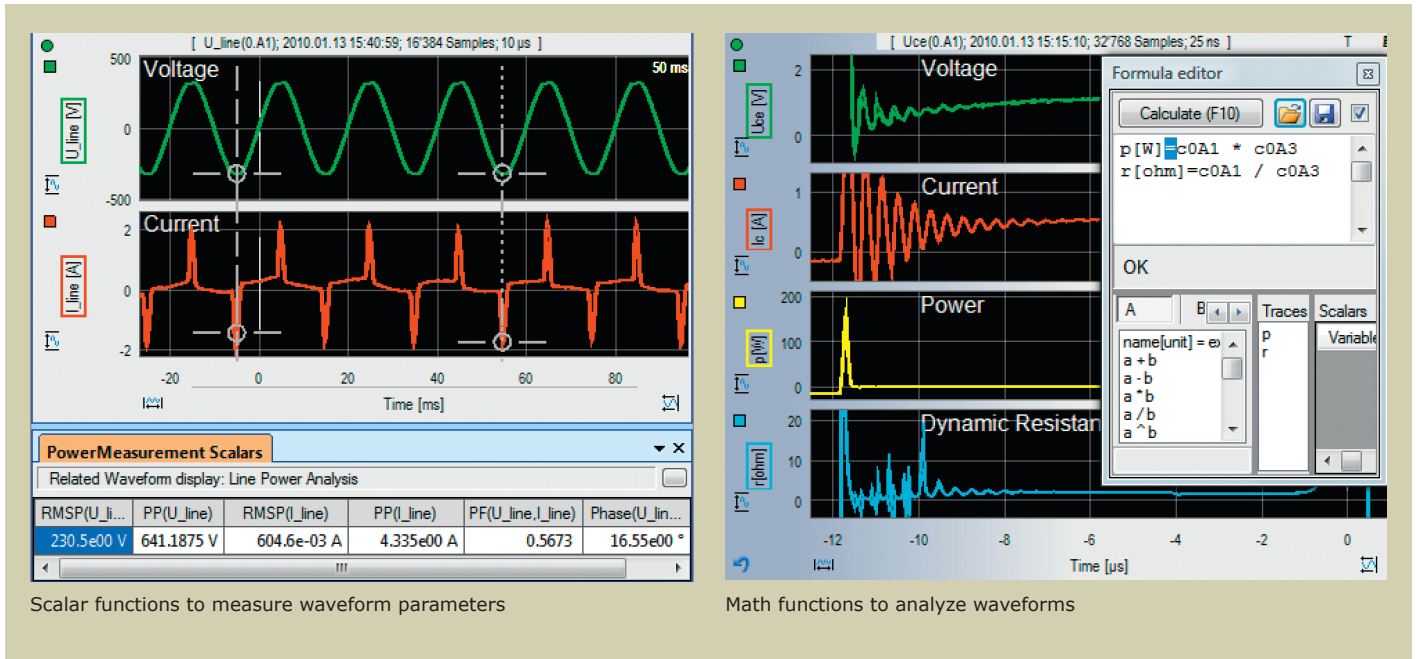 [ U_line(0.A1); 2010.01.13 15:40:59; 16'384 Samples; 10 µs ]
500
Voltage
50 ms
U_line [V]
0
-500
2
Current
I_line [A]
0
-2
-20 0 20 40 60 80
Time [ms]
PowerMeasurement Scalars
Related Waveform display: Line Power Analysis
RMSP(U_li... PP(U_line) RMSP(I_line) PP(I_line) PF(U_line,I_line) Phase(U_lin...
230.5e00 V 641.1875 V 604.6e-03 A 4.335e00 A 0.5673 16.55e00 °
Scalar functions to measure waveform parameters
[ Uce(0.A1); 2010.01.13 15:15:10; 32'768 Samples; 25 ns ] T
2
Voltage
Uce [V]
0
1
Current
Ic [A]
0
200
Power
100
p[W]
0
20
Dynamic Resistan
10
r[ohm]
0
-12 -10 -8 -6 -4 -2 0
Time [µs]
Formula editor
Calculate (F10)
p[W]=c0A1 * c0A3
r[ohm]=c0A1 / c0A3
OK
A B Traces Scalars
name[unit] = ex p Variable
a + b r
a - b
a * b
a / b
a ^ b
Math functions to analyze waveforms